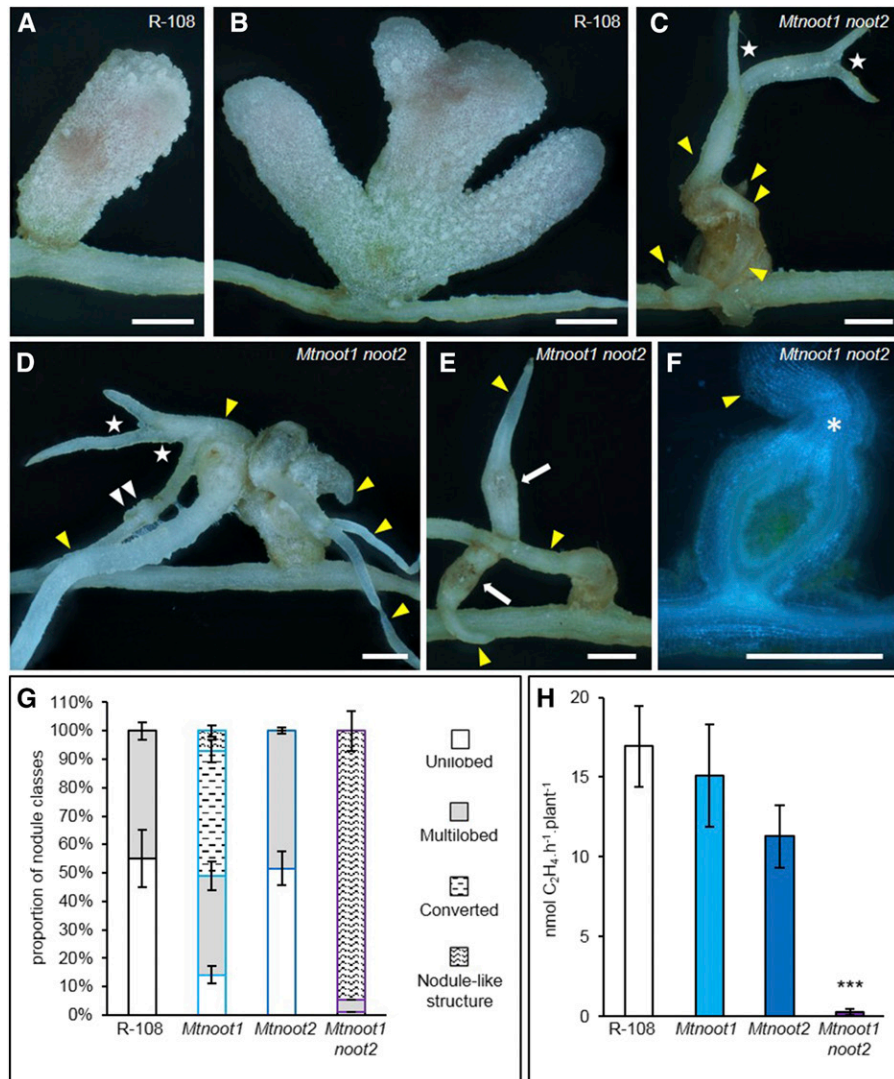 A
R-108
B
R-108
C
Mtnoot1 noot2
D
Mtnoot1 noot2
E
Mtnoot1 noot2
F
Mtnoot1 noot2
*
G
110%
100%
90%
80%
70%
60%
50%
40%
30%
20%
10%
0%
proportion of nodule classes
R-108
Mtnoot1
Mtnoot2
Mtnoot1
noot2
Unilobed
Multilobed
Converted
Nodule-like
structure
H
20
15
10
5
0
nmol C₂H₄.h⁻¹.plant⁻¹
***
R-108
Mtnoot1
Mtnoot2
Mtnoot1
noot2